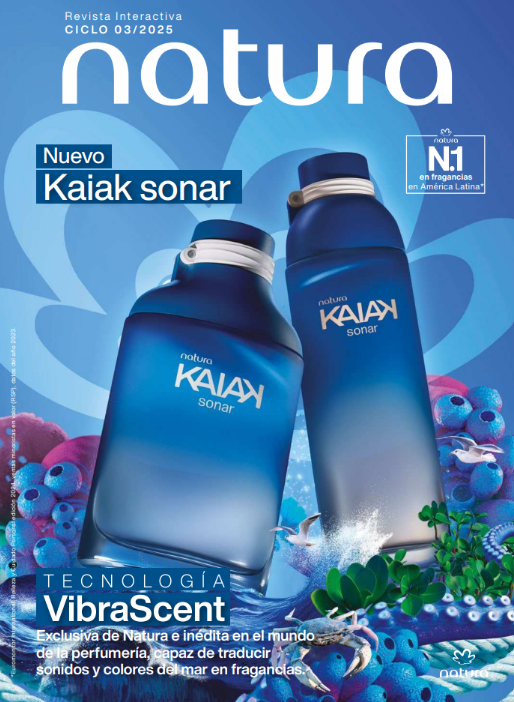 Revista Interactiva
CICLO 03/2025
natura
Nuevo
Kaiak sonar
natura
N.1
en fragancias
en América Latina*
natura
KAIAK
sonar
natura
KAIAK
sonar
TECNOLOGÍA
VibraScent
Exclusiva de Natura e inédita en el mundo
de la perfumería, capaz de traducir
sonidos y colores del mar en fragancias.
natura